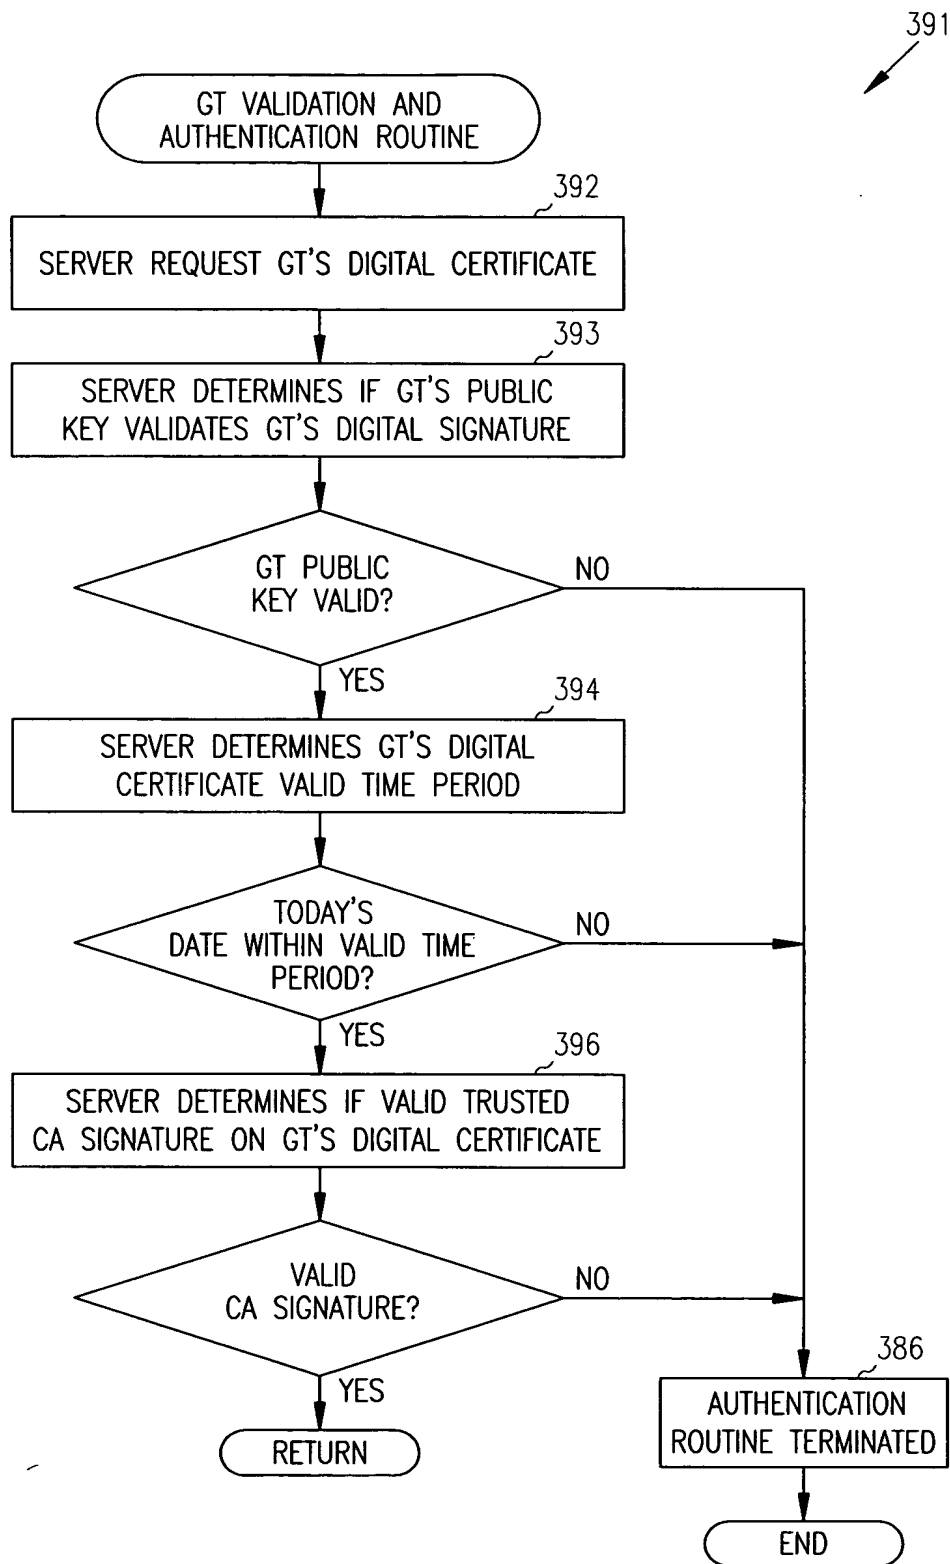 391
GT VALIDATION AND
AUTHENTICATION ROUTINE
392
SERVER REQUEST GT'S DIGITAL CERTIFICATE
393
SERVER DETERMINES IF GT'S PUBLIC
KEY VALIDATES GT'S DIGITAL SIGNATURE
GT PUBLIC
KEY VALID?
NO
YES
394
SERVER DETERMINES GT'S DIGITAL
CERTIFICATE VALID TIME PERIOD
TODAY'S
DATE WITHIN VALID TIME
PERIOD?
NO
YES
396
SERVER DETERMINES IF VALID TRUSTED
CA SIGNATURE ON GT'S DIGITAL CERTIFICATE
VALID
CA SIGNATURE?
NO
YES
RETURN
386
AUTHENTICATION
ROUTINE TERMINATED
END